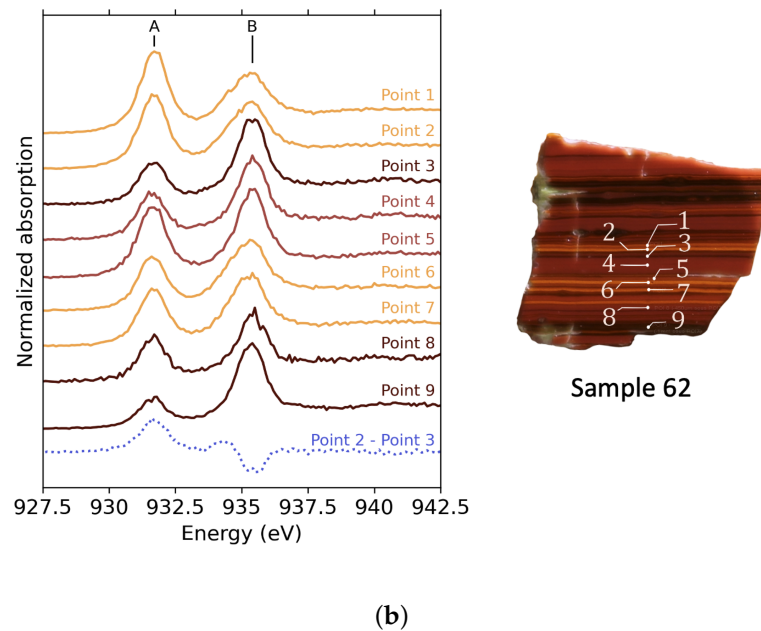 A
B
Normalized absorption
Point 1
Point 2
Point 3
Point 4
Point 5
Point 6
Point 7
Point 8
Point 9
Point 2 - Point 3
927.5 930 932.5 935 937.5 940 942.5
Energy (eV)
1
2
3
4
5
6
7
8
9
Sample 62
(b)